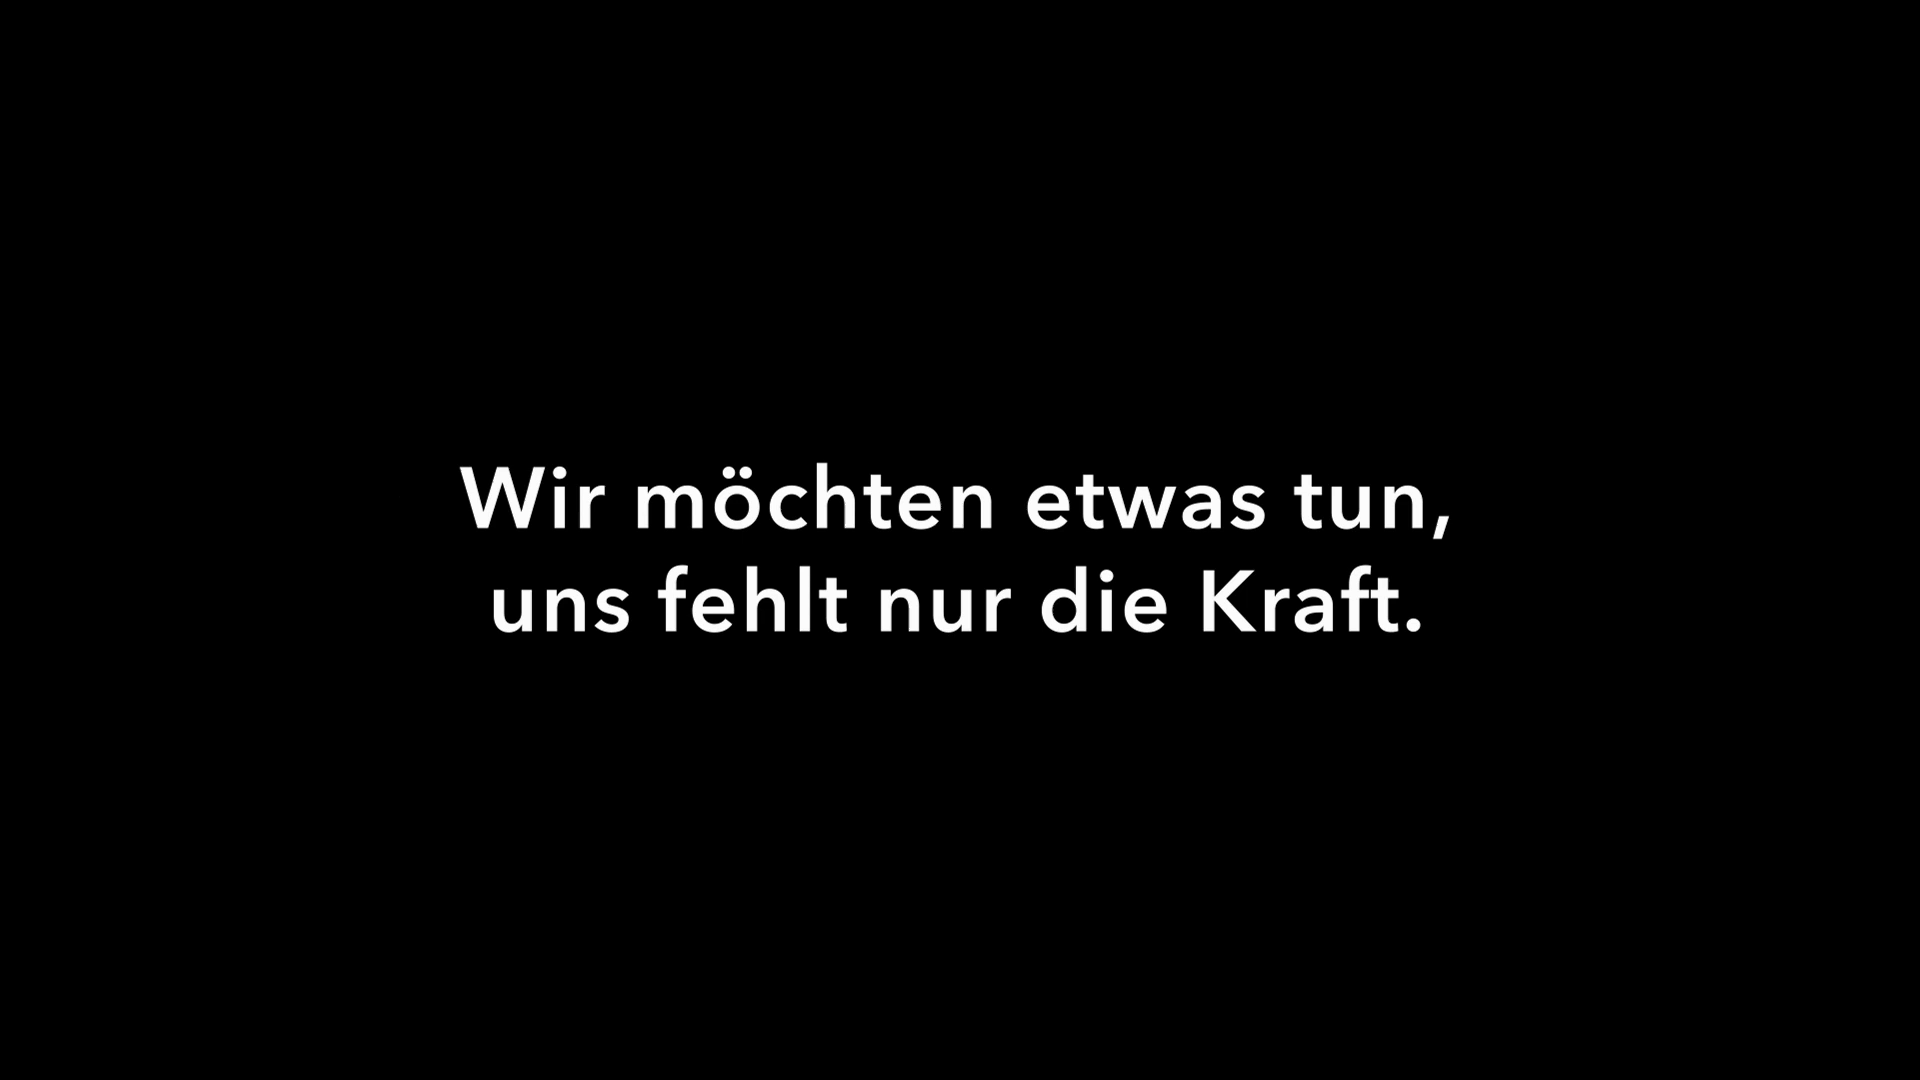 Wir möchten etwas tun,
uns fehlt nur die Kraft.